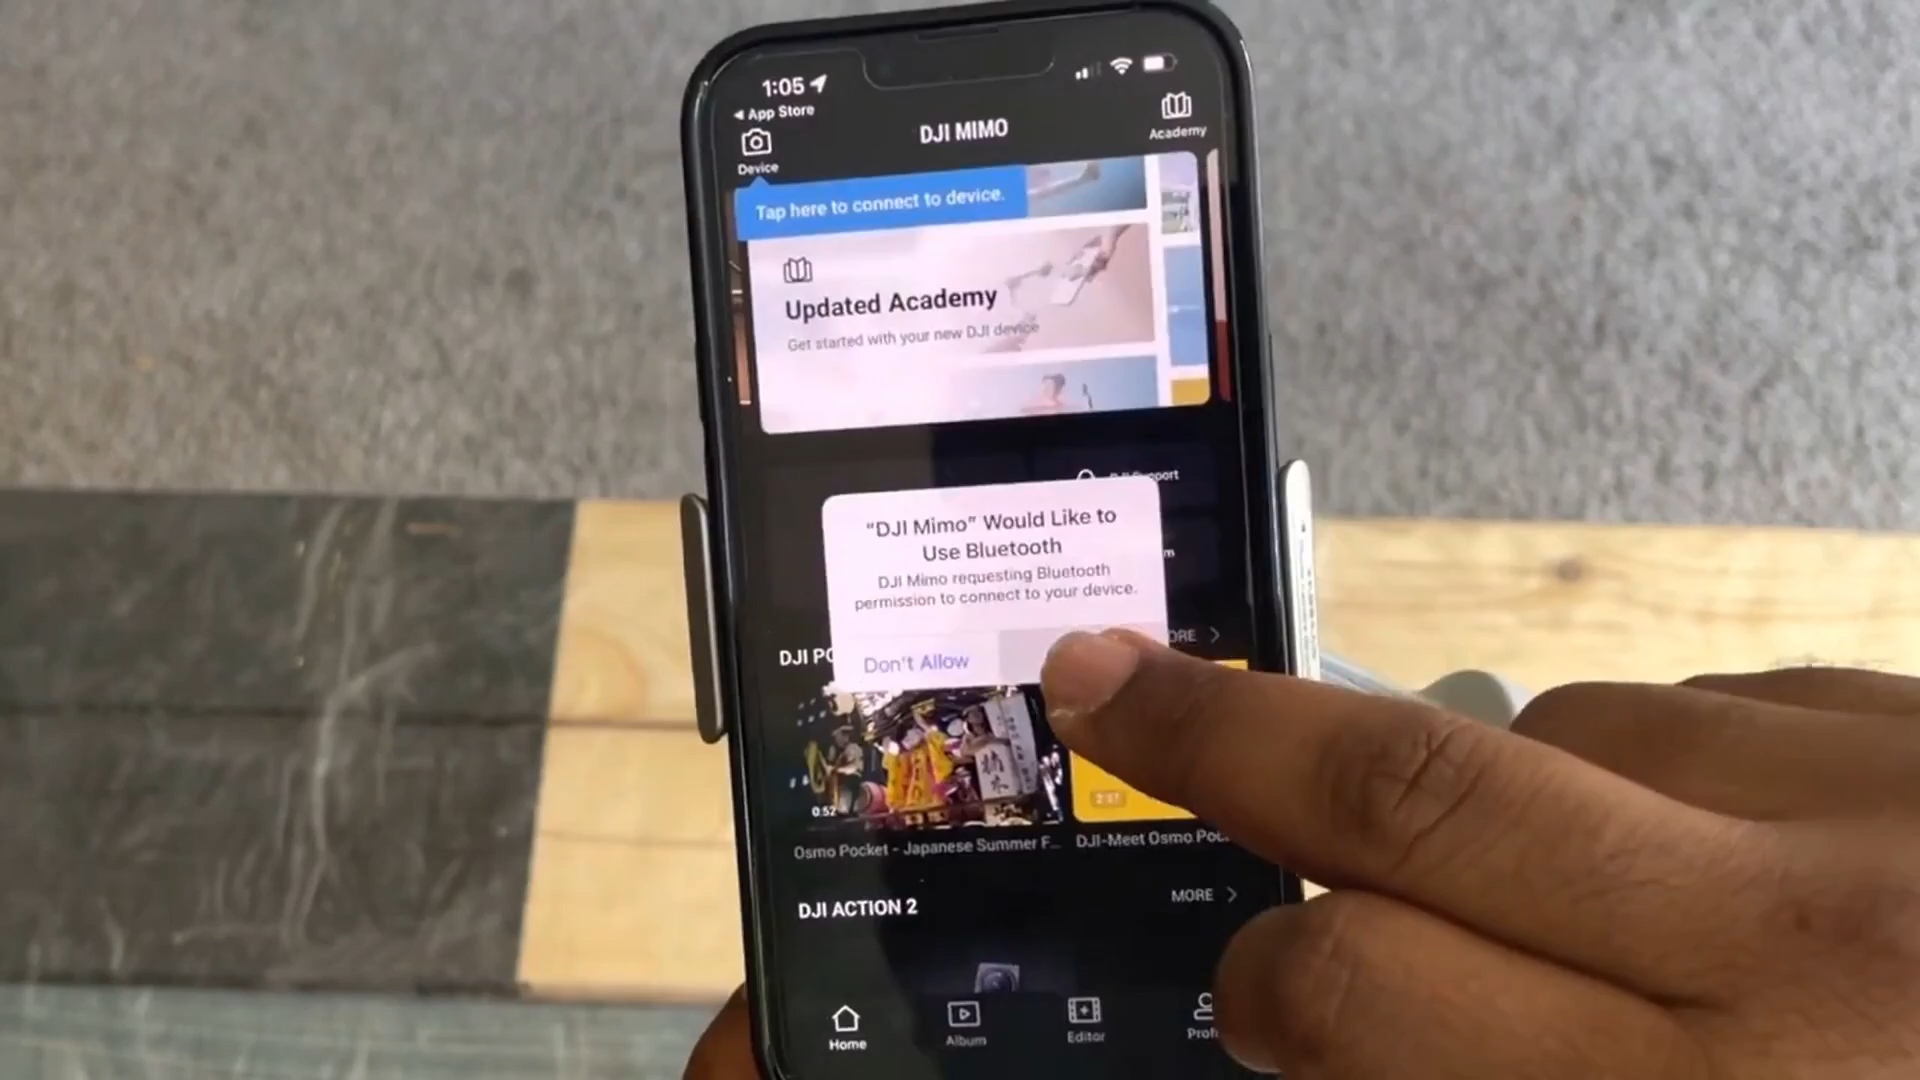 1:05
App Store
Device
DJI MIMO
Academy
Tap here to connect to device.
Updated Academy
Get started with your new DJI device
Support
"DJI Mimo" Would Like to
Use Bluetooth
DJI Mimo requesting Bluetooth
permission to connect to your device.
Don't Allow
DJI
0:52
Osmo Pocket - Japanese Summer F...
DJI-Meet Osmo Poc...
DJI ACTION 2
MORE
Home
Album
Editor